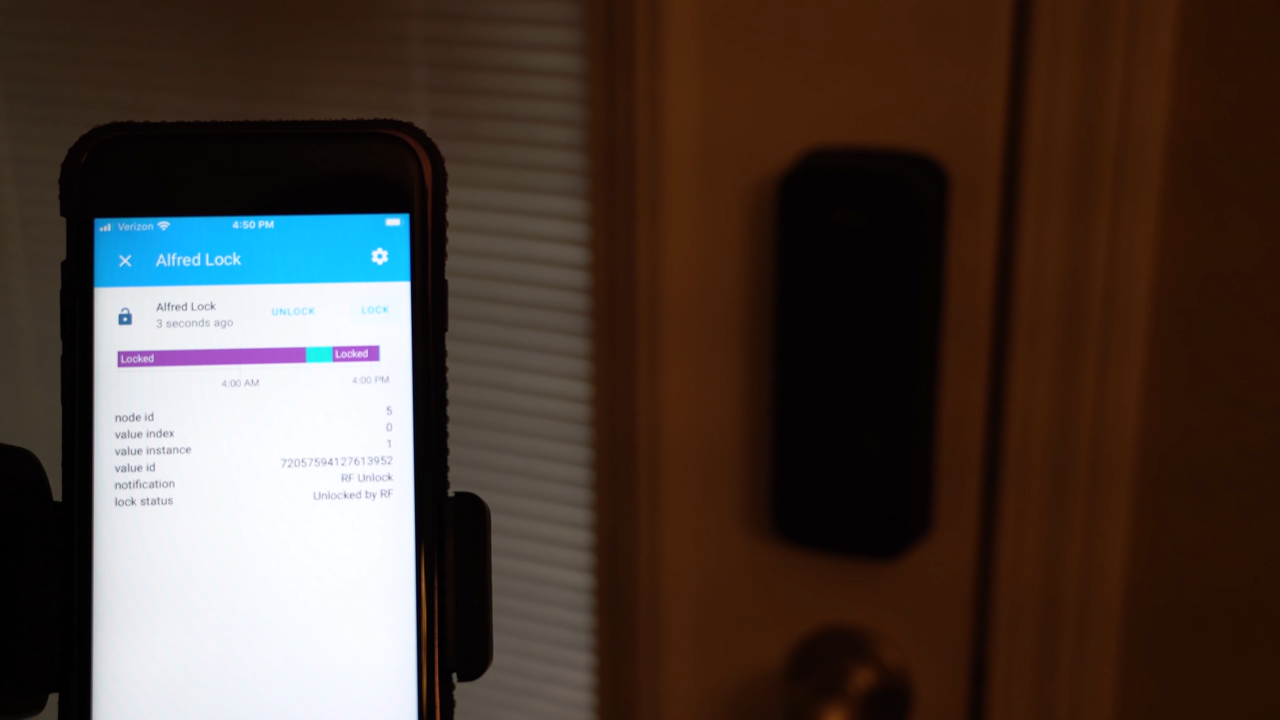 Verizon 4:50 PM
Alfred Lock
Alfred Lock
3 seconds ago
UNLOCK LOCK
Locked Locked
4:00 AM 4:00 PM
node id 5
value index 0
value instance 1
value id 72057594127613952
notification RF Unlock
lock status Unlocked by RF